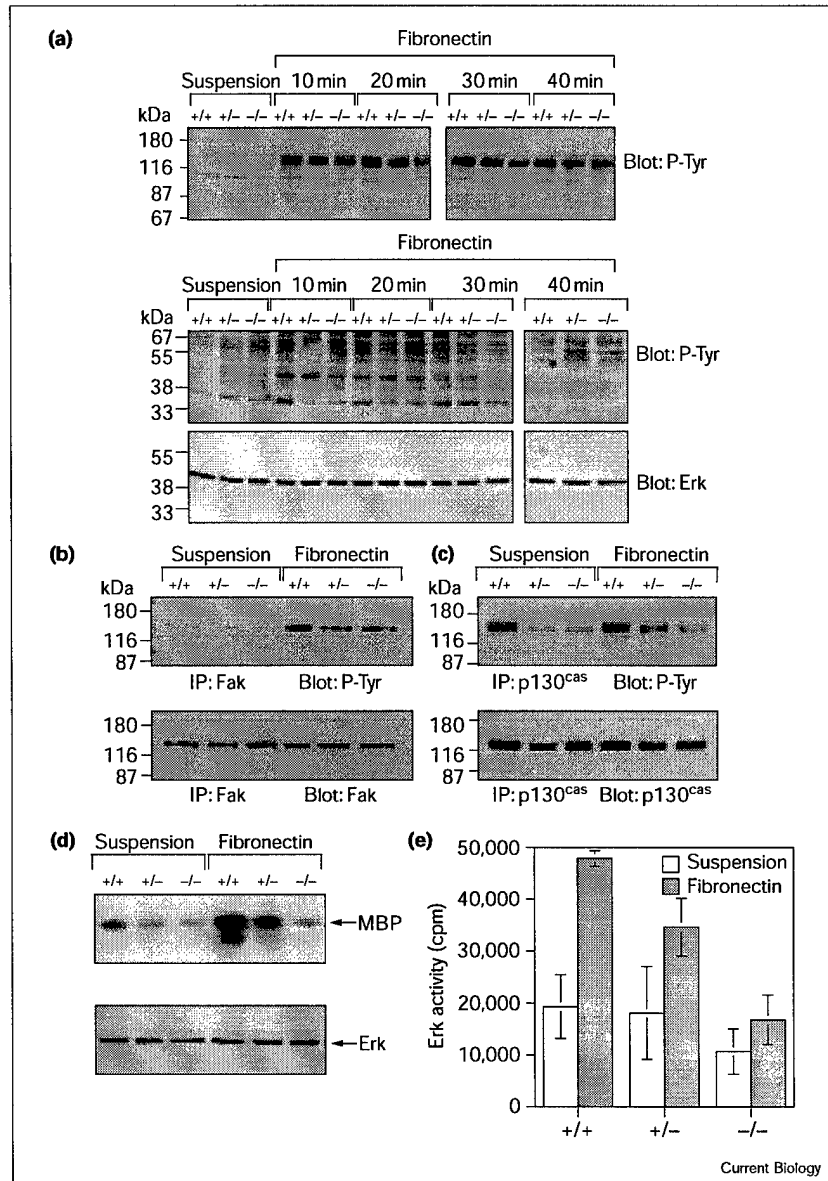 (a)
Fibronectin
Suspension 10 min 20 min 30 min 40 min
kDa +/+ +/– –/– +/+ +/– –/– +/+ +/– –/– +/+ +/– –/– +/+ +/– –/–
180
116
87
67
Blot: P-Tyr
Fibronectin
Suspension 10 min 20 min 30 min 40 min
kDa +/+ +/– –/– +/+ +/– –/– +/+ +/– –/– +/+ +/– –/– +/+ +/– –/–
67
55
38
33
Blot: P-Tyr
55
38
33
Blot: Erk
(b)
Suspension Fibronectin
kDa +/+ +/– –/– +/+ +/– –/–
180
116
87
IP: Fak Blot: P-Tyr
180
116
87
IP: Fak Blot: Fak
(c)
Suspension Fibronectin
kDa +/+ +/– –/– +/+ +/– –/–
180
116
87
IP: p130cas Blot: P-Tyr
180
116
87
IP: p130cas Blot: p130cas
(d)
Suspension Fibronectin
+/+ +/– –/– +/+ +/– –/–
MBP
Erk
(e)
Erk activity (cpm)
50,000
40,000
30,000
20,000
10,000
0
Suspension
Fibronectin
+/+ +/– –/–
Current Biology